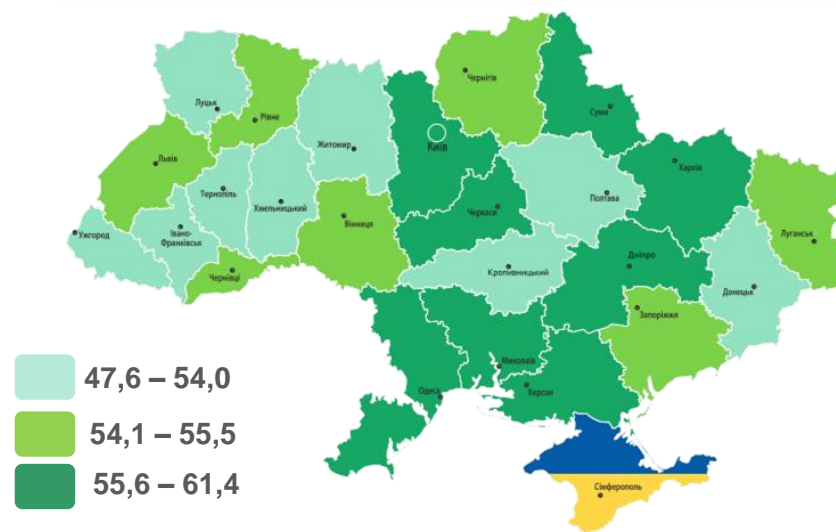 Чернігів
Луцьк
Суми
Рівне
Київ
Житомир
Львів
Харків
Тернопіль
Полтава
Хмельницький
Черкаси
Вінниця
Ужгород
Івано-
Франківськ
Луганськ
Дніпро
Чернівці
Кропивницький
Донецьк
Запоріжжя
Миколаїв
47,6 – 54,0
Одеса
Херсон
54,1 – 55,5
55,6 – 61,4
Сімферополь